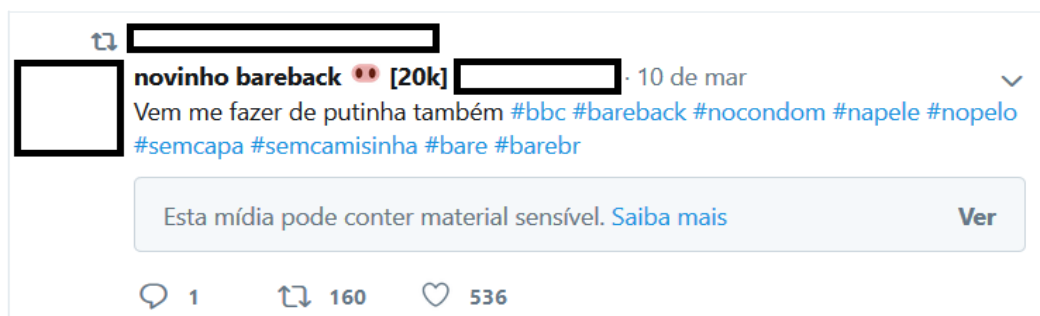 novinho bareback 🐽 [20k] · 10 de mar
Vem me fazer de putinha também #bbc #bareback #nocondom #napele #nopelo
#semcapa #semcamisinha #bare #barebr
Esta mídia pode conter material sensível. Saiba mais Ver
1 160 536